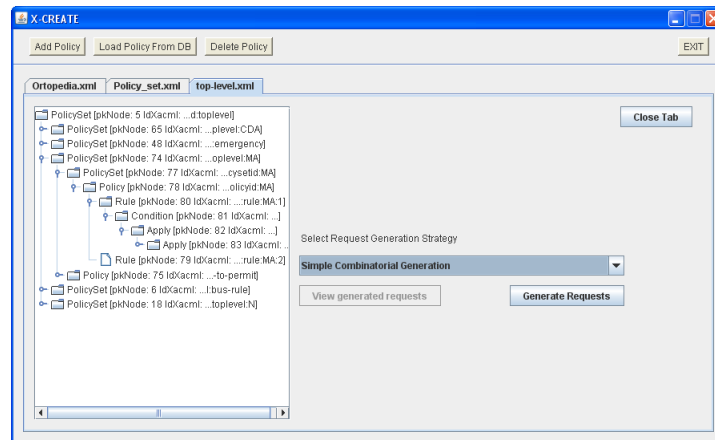 X-CREATE
Add Policy Load Policy From DB Delete Policy EXIT
Ortopedia.xml Policy_set.xml top-level.xml
Close Tab
PolicySet [pkNode: 5 IdXacml: ...d:toplevel]
PolicySet [pkNode: 65 IdXacml: ...plevel:CDA]
PolicySet [pkNode: 48 IdXacml: ...:emergency]
PolicySet [pkNode: 74 IdXacml: ...oplevel:MA]
PolicySet [pkNode: 77 IdXacml: ...cysetid:MA]
Policy [pkNode: 78 IdXacml: ...olicyid:MA]
Rule [pkNode: 80 IdXacml: ...:rule:MA:1]
Condition [pkNode: 81 IdXacml: ...]
Apply [pkNode: 82 IdXacml: ...]
Apply [pkNode: 83 IdXacml: ..
Rule [pkNode: 79 IdXacml: ...:rule:MA:2]
Policy [pkNode: 75 IdXacml: ...-to-permit]
PolicySet [pkNode: 6 IdXacml: ...l:bus-rule]
PolicySet [pkNode: 18 IdXacml: ...toplevel:N]
Select Request Generation Strategy
Simple Combinatorial Generation
View generated requests Generate Requests